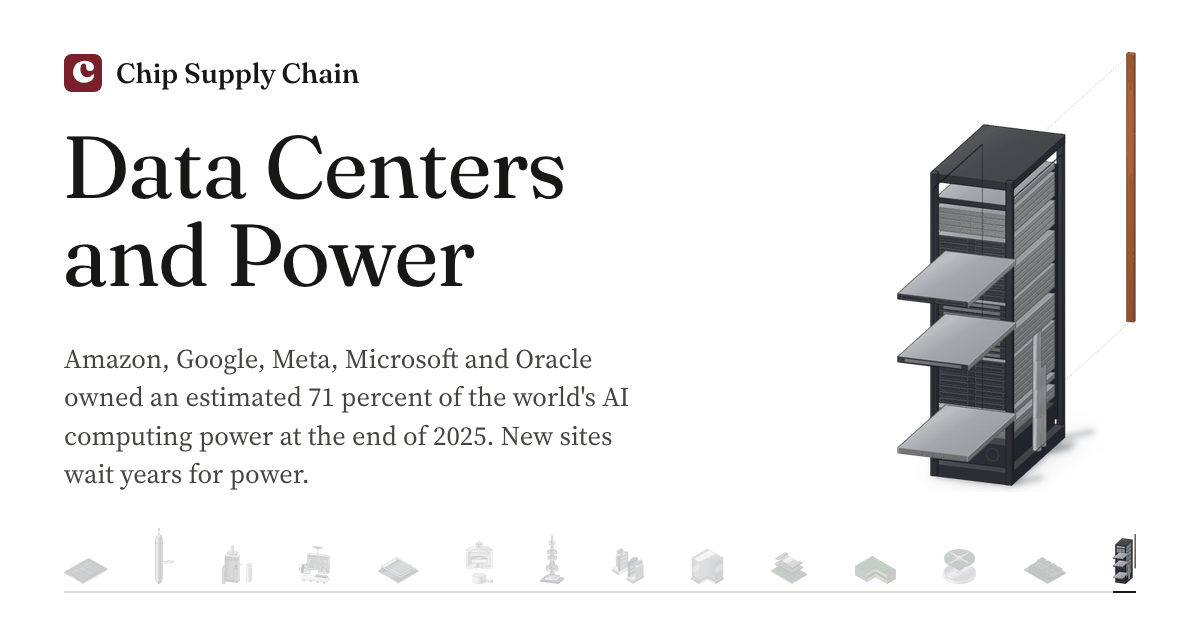 C
Chip Supply Chain
Data Centers
and Power
Amazon, Google, Meta, Microsoft and Oracle
owned an estimated 71 percent of the world's AI
computing power at the end of 2025. New sites
wait years for power.